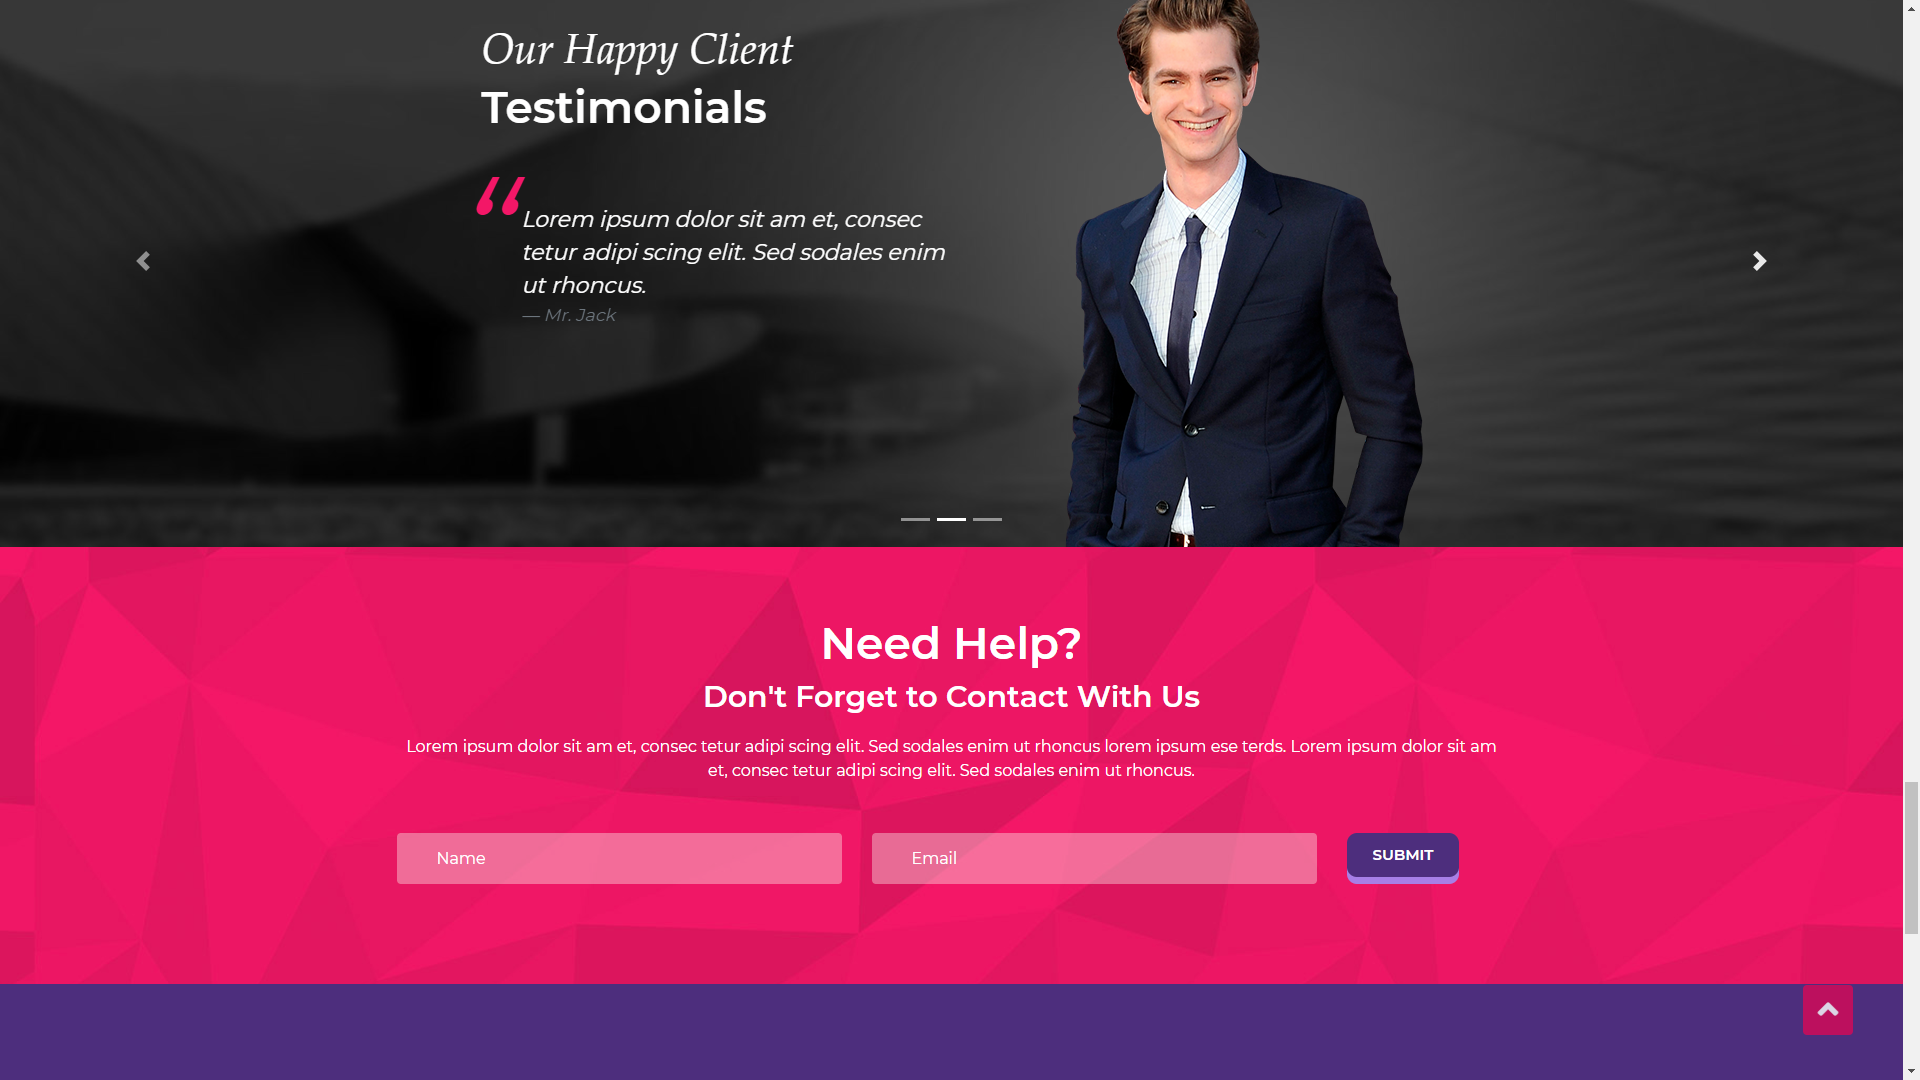 Our Happy Client
Testimonials
“
Lorem ipsum dolor sit am et, consec
tetur adipi scing elit. Sed sodales enim
ut rhoncus.
— Mr. Jack
Need Help?
Don't Forget to Contact With Us
Lorem ipsum dolor sit am et, consec tetur adipi scing elit. Sed sodales enim ut rhoncus lorem ipsum ese terds. Lorem ipsum dolor sit am
et, consec tetur adipi scing elit. Sed sodales enim ut rhoncus.
Name
Email
SUBMIT